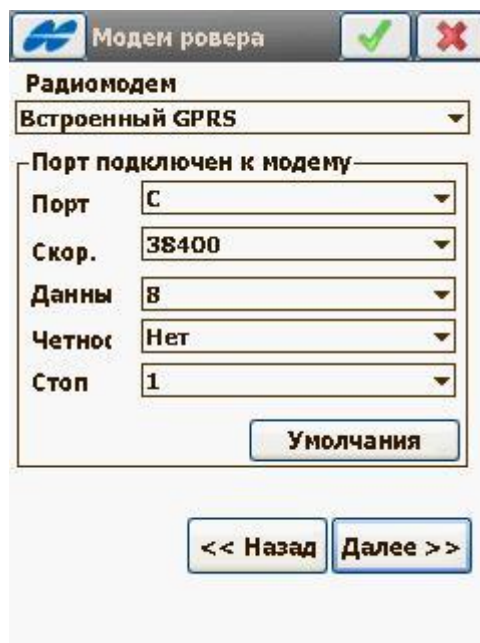 Модем ровера
Радиомодем
Встроенный GPRS
Порт подключен к модему
Порт C
Скор. 38400
Данны 8
Четнос Нет
Стоп 1
Умолчания
<< Назад Далее >>